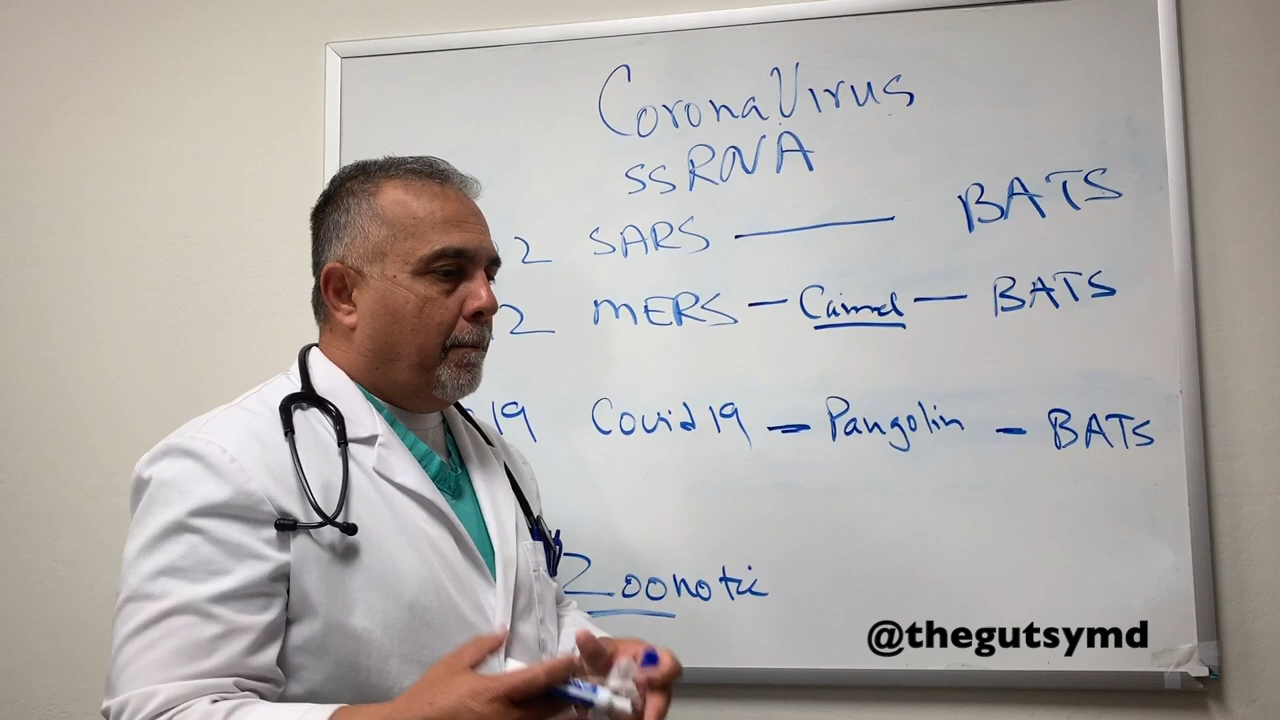 CoronaVirus
ssRNA
2 SARS — BATS
2 MERS — Camel — BATS
19 Covid 19 — Pangolin — BATS
Zoonotic
@thegutsymd